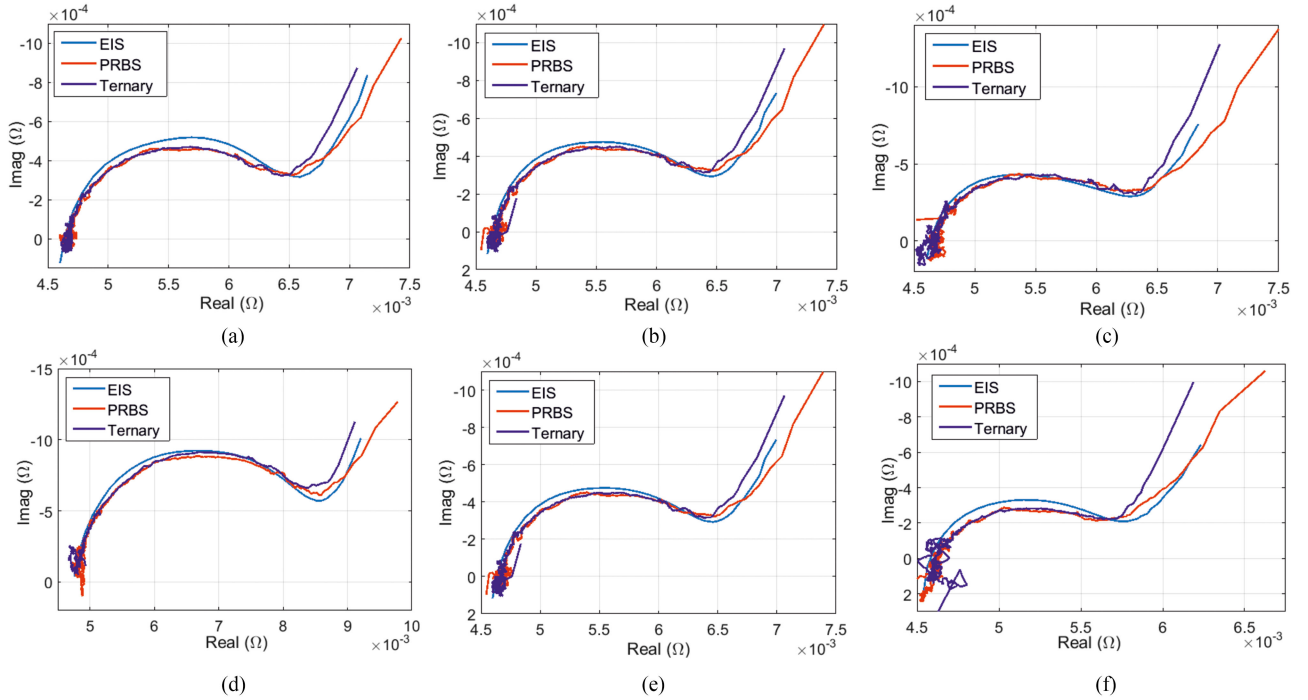 ×10⁻⁴
-10
-8
-6
-4
-2
0
Imag (Ω)
EIS
PRBS
Ternary
4.5 5 5.5 6 6.5 7 7.5
Real (Ω)
×10⁻³
(a)
×10⁻⁴
-10
-8
-6
-4
-2
0
2
Imag (Ω)
EIS
PRBS
Ternary
4.5 5 5.5 6 6.5 7 7.5
Real (Ω)
×10⁻³
(b)
×10⁻⁴
-10
-5
0
Imag (Ω)
EIS
PRBS
Ternary
4.5 5 5.5 6 6.5 7 7.5
Real (Ω)
×10⁻³
(c)
×10⁻⁴
-15
-10
-5
0
Imag (Ω)
EIS
PRBS
Ternary
5 6 7 8 9 10
Real (Ω)
×10⁻³
(d)
×10⁻⁴
-10
-8
-6
-4
-2
0
2
Imag (Ω)
EIS
PRBS
Ternary
4.5 5 5.5 6 6.5 7 7.5
Real (Ω)
×10⁻³
(e)
×10⁻⁴
-10
-8
-6
-4
-2
0
2
Imag (Ω)
EIS
PRBS
Ternary
4.5 5 5.5 6 6.5
Real (Ω)
×10⁻³
(f)